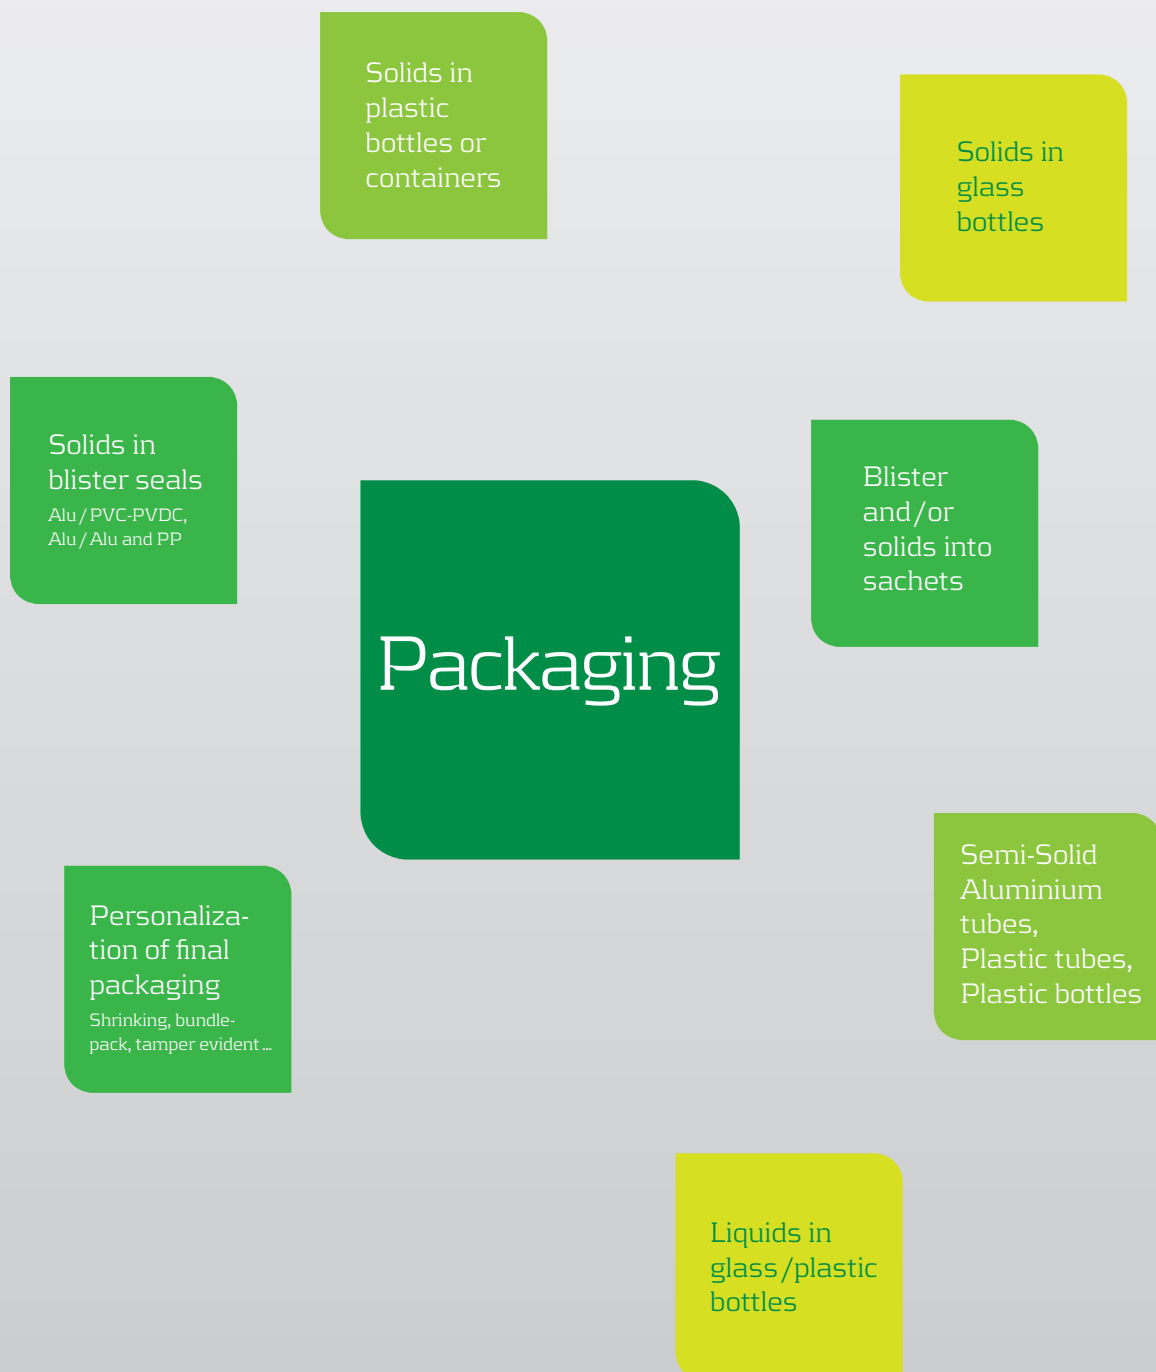 Solids in
plastic
bottles or
containers
Solids in
glass
bottles
Solids in
blister seals
Alu / PVC-PVDC,
Alu / Alu and PP
Blister
and/or
solids into
sachets
Packaging
Semi-Solid
Aluminium
tubes,
Plastic tubes,
Plastic bottles
Personaliza-
tion of final
packaging
Shrinking, bundle-
pack, tamper evident ...
Liquids in
glass/plastic
bottles